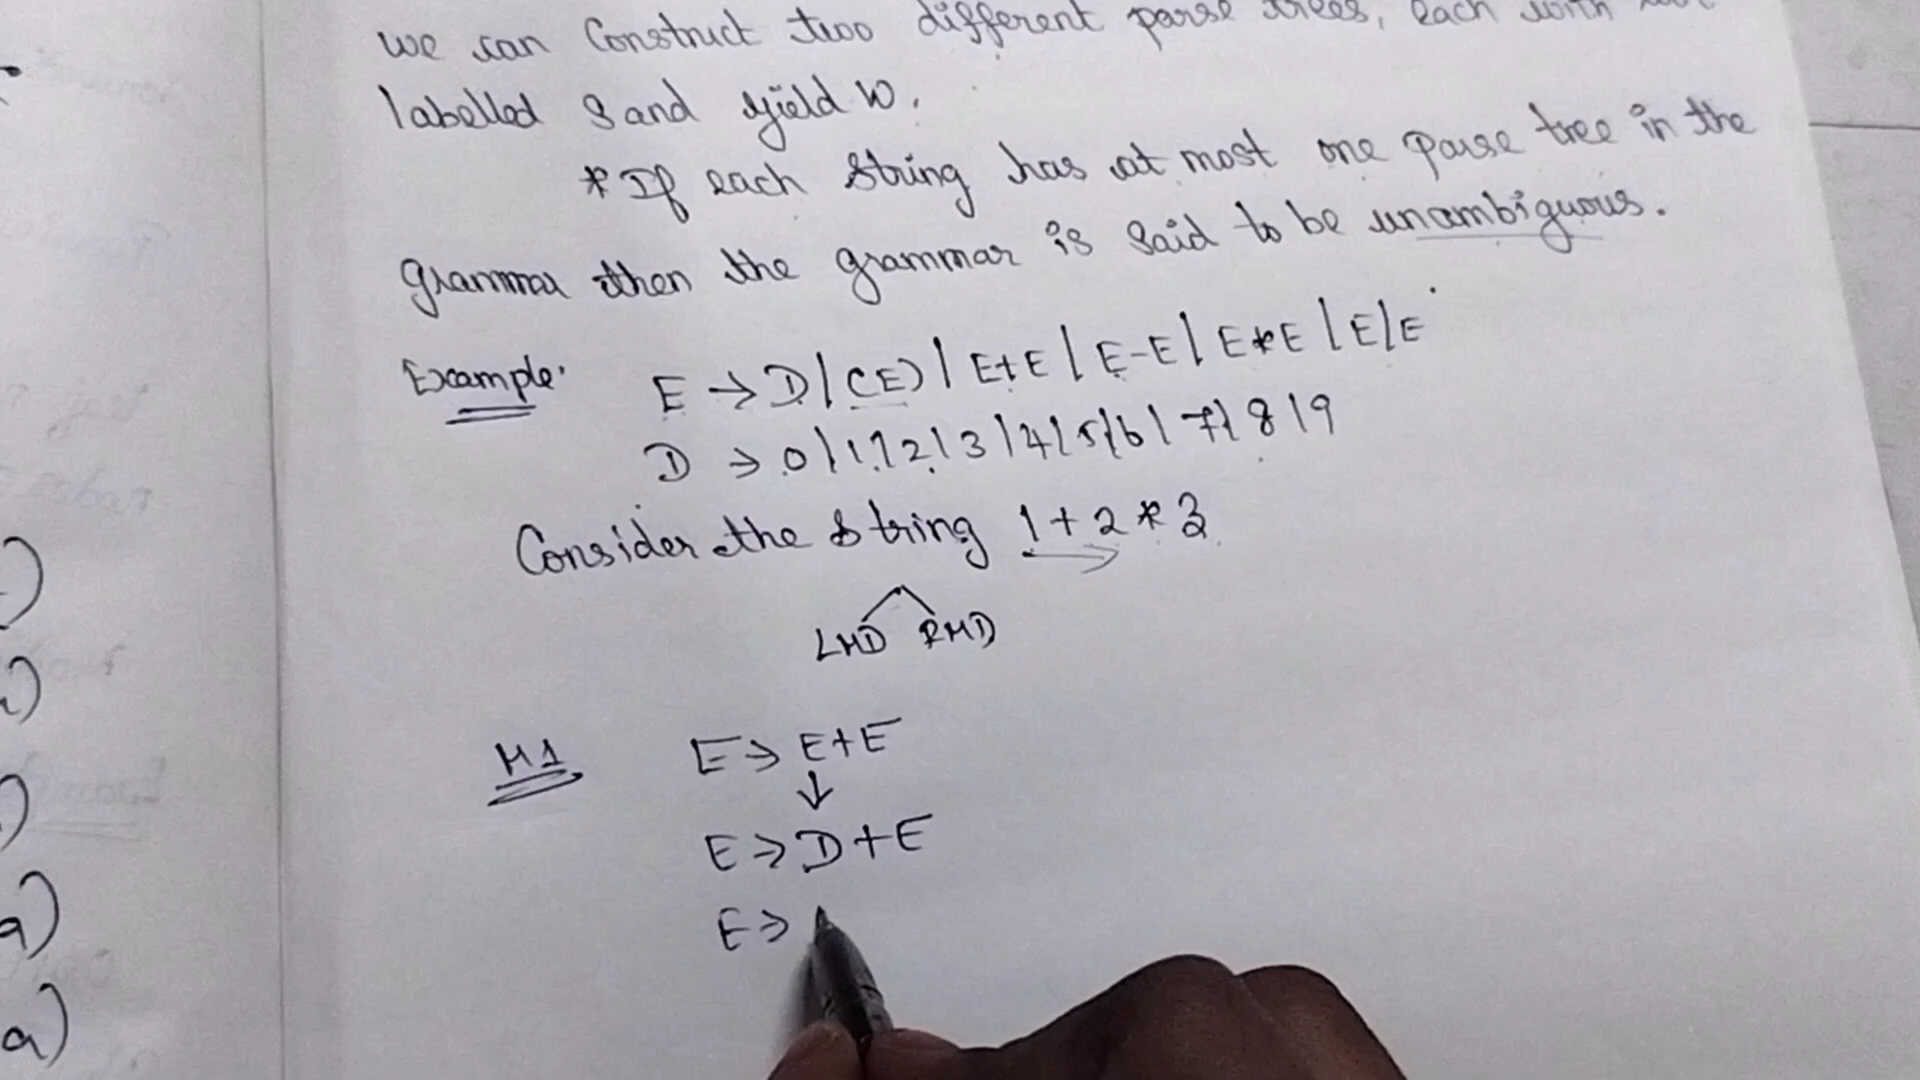 we can Construct two different parse trees, each with
labelled S and yield w.
* If each string has at most one parse tree in the
grammar then the grammar is said to be unambiguous.
Example: E → D | (E) | E+E | E-E | E*E | E/E
D → 0 | 1 | 2 | 3 | 4 | 5 | 6 | 7 | 8 | 9
Consider the string 1 + 2 * 3
LMD RMD
M1 E → E+E
↓
E → D+E
E →
a)
a)